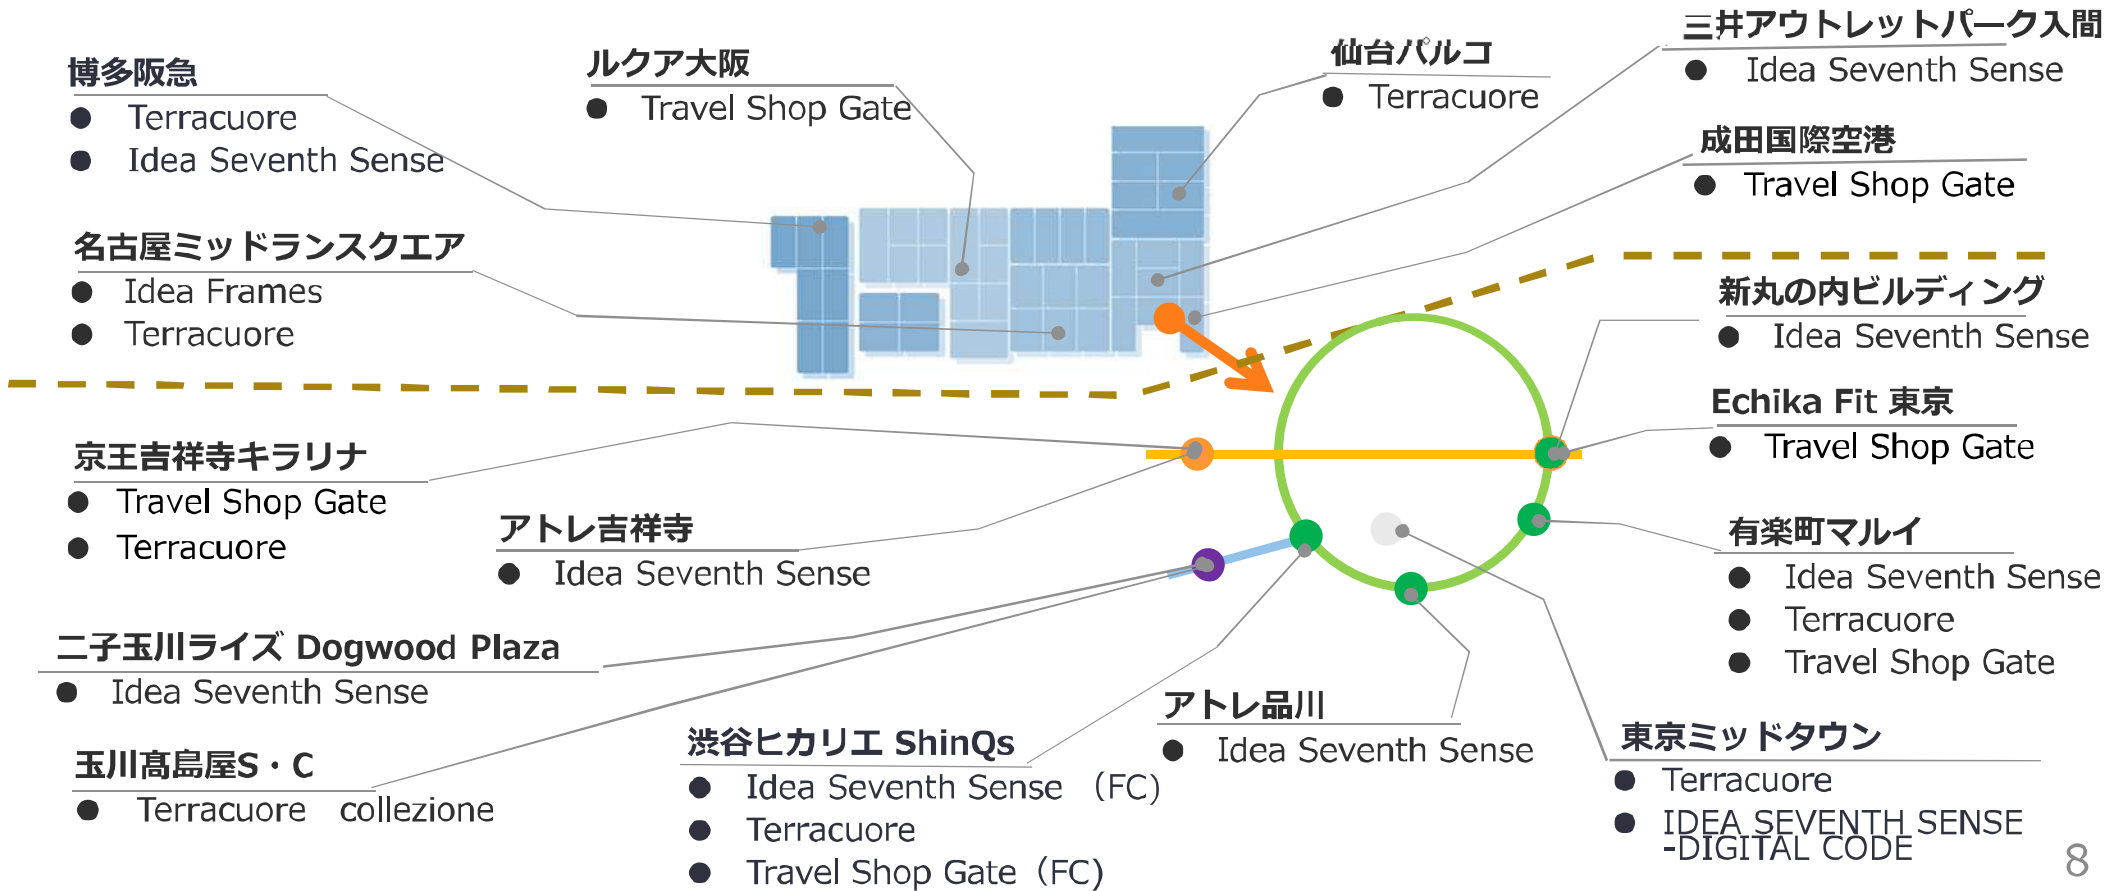 博多阪急
● Terracuore
● Idea Seventh Sense
ルクア大阪
● Travel Shop Gate
仙台パルコ
● Terracuore
三井アウトレットパーク入間
● Idea Seventh Sense
成田国際空港
● Travel Shop Gate
名古屋ミッドランスクエア
● Idea Frames
● Terracuore
新丸の内ビルディング
● Idea Seventh Sense
Echika Fit 東京
● Travel Shop Gate
京王吉祥寺キラリナ
● Travel Shop Gate
● Terracuore
アトレ吉祥寺
● Idea Seventh Sense
有楽町マルイ
● Idea Seventh Sense
● Terracuore
● Travel Shop Gate
二子玉川ライズ Dogwood Plaza
● Idea Seventh Sense
玉川髙島屋S・C
● Terracuore　collezione
渋谷ヒカリエ ShinQs
● Idea Seventh Sense （FC）
● Terracuore
● Travel Shop Gate（FC）
アトレ品川
● Idea Seventh Sense
東京ミッドタウン
● Terracuore
● IDEA SEVENTH SENSE
-DIGITAL CODE
8